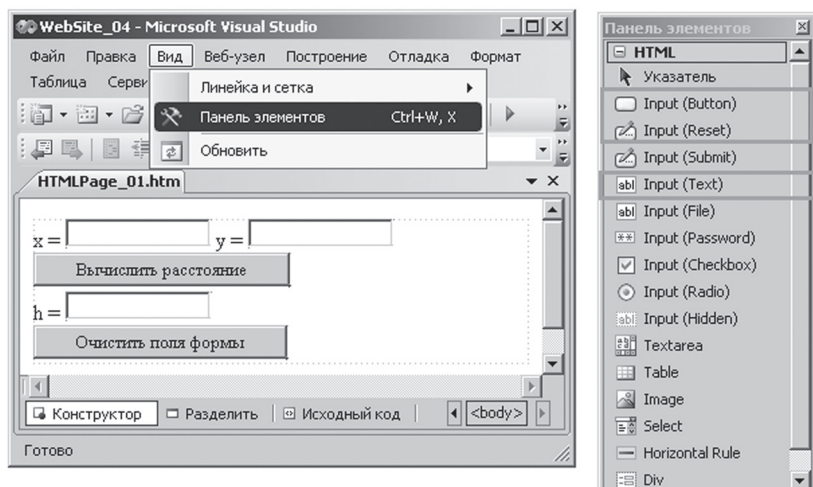 WebSite_04 - Microsoft Visual Studio
Файл Правка Вид Веб-узел Построение Отладка Формат
Таблица Серви
Линейка и сетка
Панель элементов Ctrl+W, X
Обновить
HTMLPage_01.htm
x = y =
Вычислить расстояние
h =
Очистить поля формы
Конструктор Разделить Исходный код <body>
Готово
Панель элементов
HTML
Указатель
Input (Button)
Input (Reset)
Input (Submit)
abl Input (Text)
abl Input (File)
Input (Password)
Input (Checkbox)
Input (Radio)
abl Input (Hidden)
Textarea
Table
Image
Select
Horizontal Rule
Div